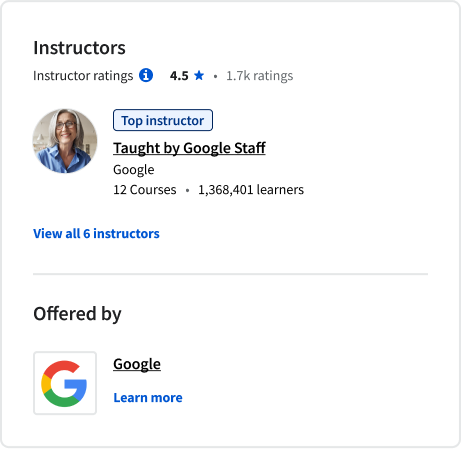 Instructors
Instructor ratings 4.5 ★ • 1.7k ratings
Top instructor
Taught by Google Staff
Google
12 Courses • 1,368,401 learners
View all 6 instructors
Offered by
Google
Learn more